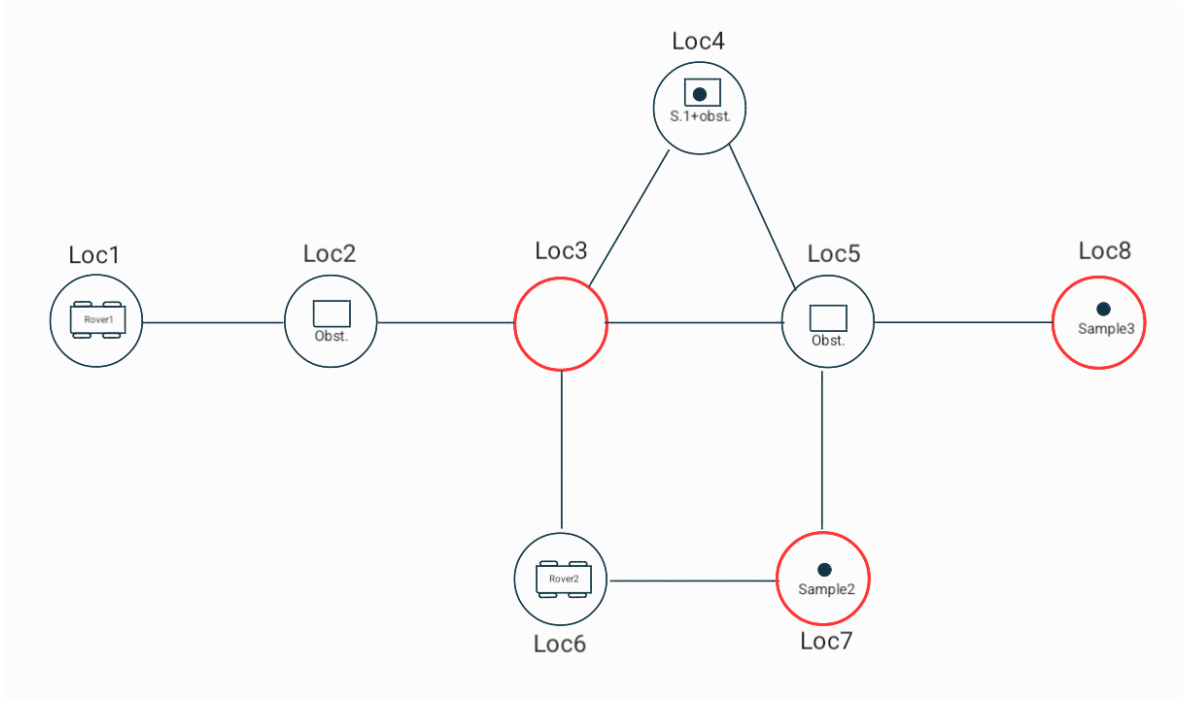 Loc4
S.1+obst.
Loc1
Rover1
Loc2
Obst.
Loc3
Loc5
Obst.
Loc8
Sample3
Rover2
Loc6
Sample2
Loc7